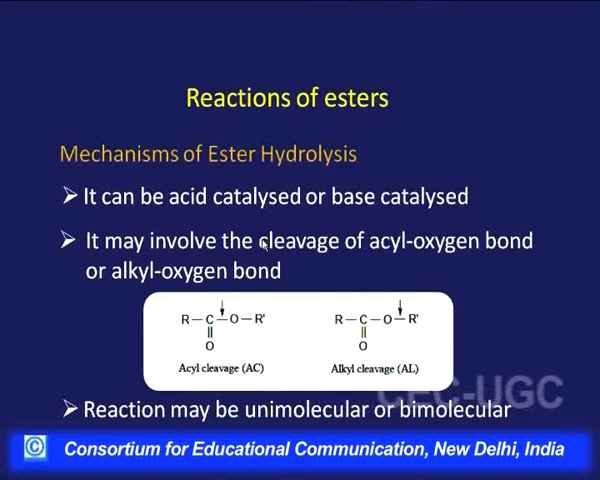 Reactions of esters
Mechanisms of Ester Hydrolysis
➢ It can be acid catalysed or base catalysed
➢ It may involve the cleavage of acyl-oxygen bond
or alkyl-oxygen bond
R—C—O—R' R—C—O—R'
O O
Acyl cleavage (AC) Alkyl cleavage (AL)
CEC-UGC
➢ Reaction may be unimolecular or bimolecular
© Consortium for Educational Communication, New Delhi, India